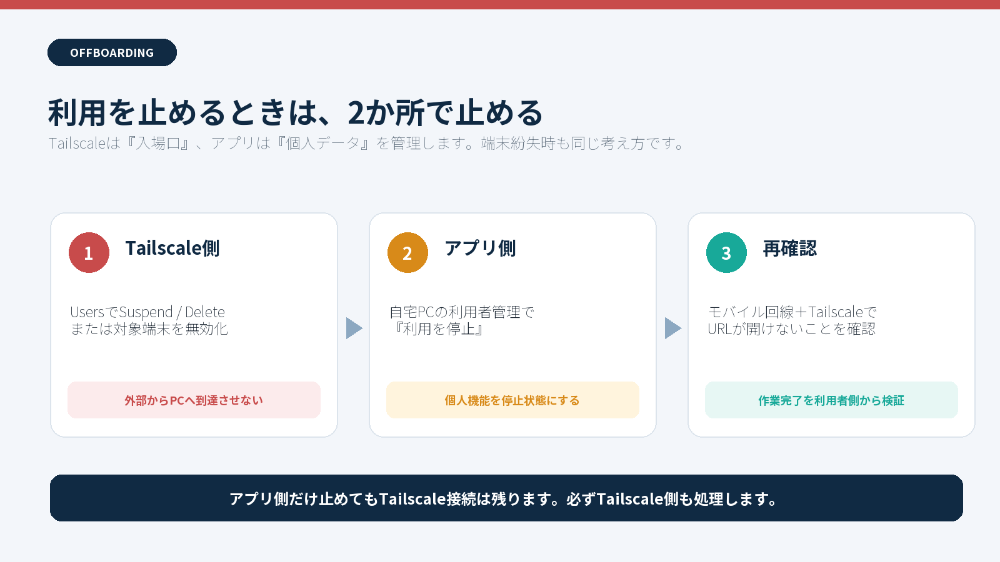 OFFBOARDING
利用を止めるときは、2か所で止める
Tailscaleは『入場口』、アプリは『個人データ』を管理します。端末紛失時も同じ考え方です。
1
Tailscale側
UsersでSuspend / Delete
または対象端末を無効化
外部からPCへ到達させない
2
アプリ側
自宅PCの利用者管理で
『利用を停止』
個人機能を停止状態にする
3
再確認
モバイル回線＋Tailscaleで
URLが開けないことを確認
作業完了を利用者側から検証
アプリ側だけ止めてもTailscale接続は残ります。必ずTailscale側も処理します。